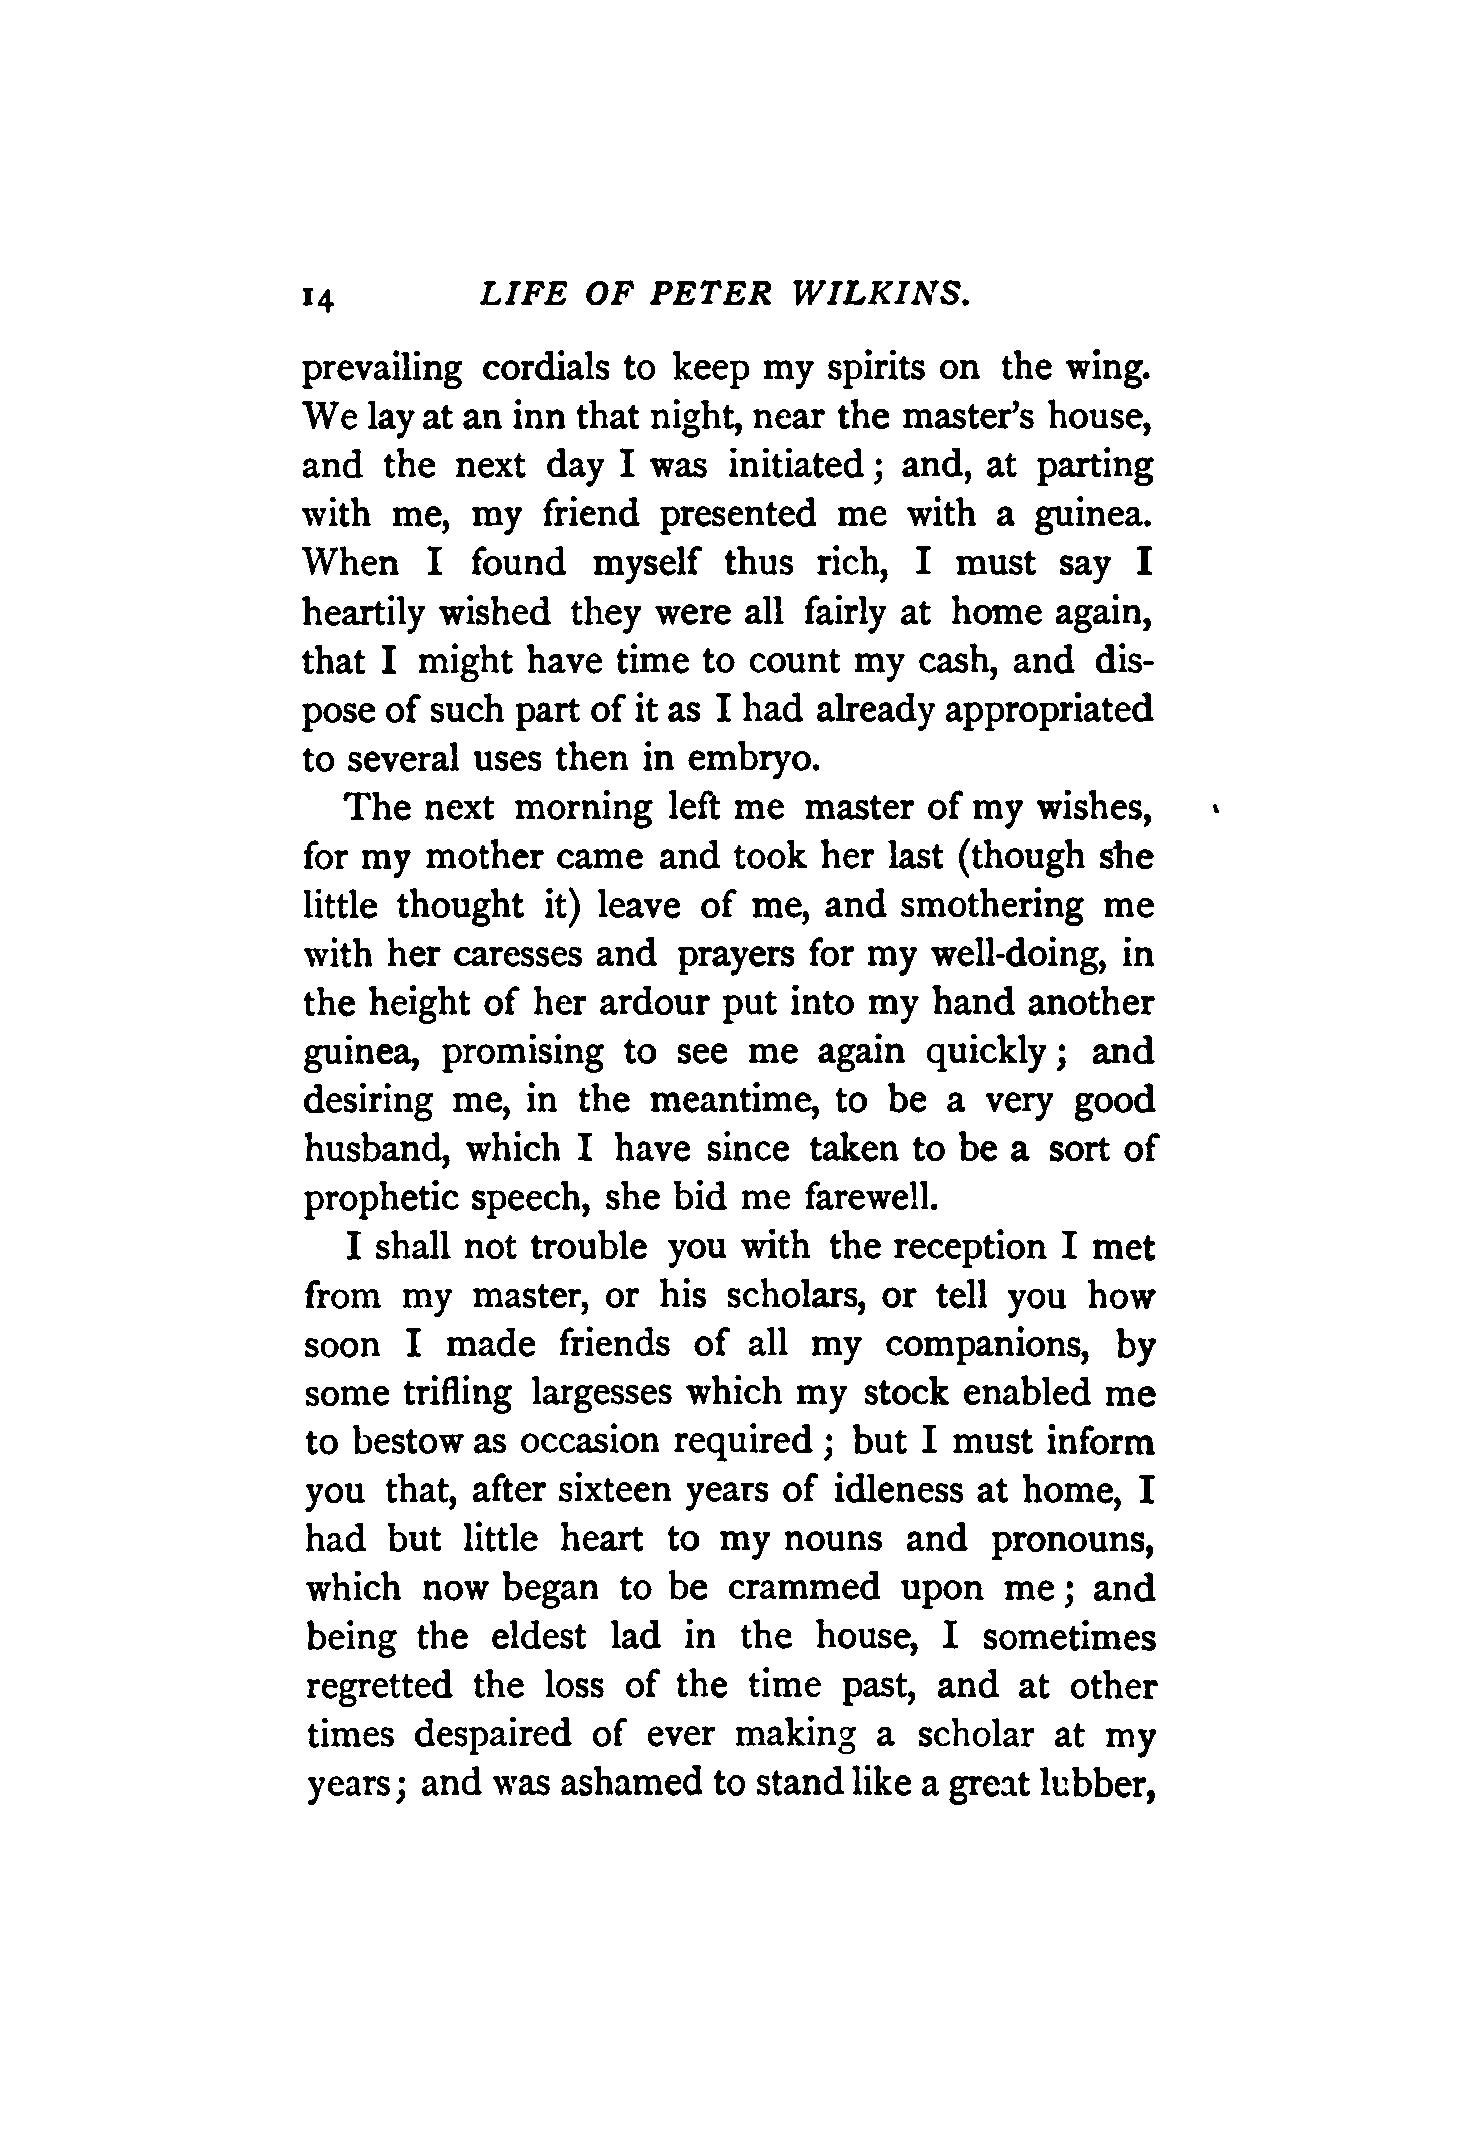 14 LIFE OF PETER WILKINS.
prevailing cordials to keep my spirits on the wing.
We lay at an inn that night, near the master's house,
and the next day I was initiated; and, at parting
with me, my friend presented me with a guinea.
When I found myself thus rich, I must say I
heartily wished they were all fairly at home again,
that I might have time to count my cash, and dis-
pose of such part of it as I had already appropriated
to several uses then in embryo.
The next morning left me master of my wishes,
for my mother came and took her last (though she
little thought it) leave of me, and smothering me
with her caresses and prayers for my well-doing, in
the height of her ardour put into my hand another
guinea, promising to see me again quickly; and
desiring me, in the meantime, to be a very good
husband, which I have since taken to be a sort of
prophetic speech, she bid me farewell.
I shall not trouble you with the reception I met
from my master, or his scholars, or tell you how
soon I made friends of all my companions, by
some trifling largesses which my stock enabled me
to bestow as occasion required; but I must inform
you that, after sixteen years of idleness at home, I
had but little heart to my nouns and pronouns,
which now began to be crammed upon me; and
being the eldest lad in the house, I sometimes
regretted the loss of the time past, and at other
times despaired of ever making a scholar at my
years; and was ashamed to stand like a great lubber,